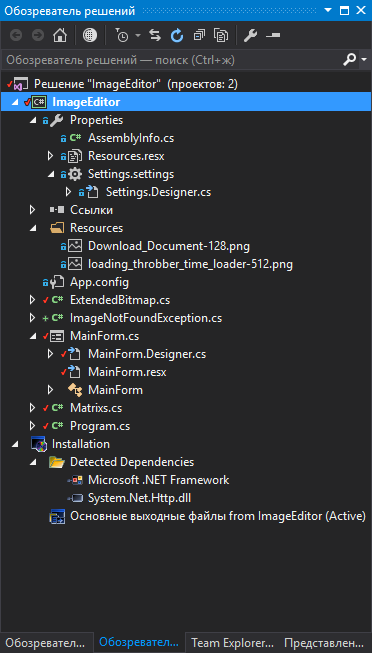 Обозреватель решений
Обозреватель решений — поиск (Ctrl+ж)
Решение "ImageEditor" (проектов: 2)
C# ImageEditor
Properties
C# AssemblyInfo.cs
Resources.resx
Settings.settings
Settings.Designer.cs
Ссылки
Resources
Download_Document-128.png
loading_throbber_time_loader-512.png
App.config
C# ExtendedBitmap.cs
C# ImageNotFoundException.cs
MainForm.cs
MainForm.Designer.cs
MainForm.resx
MainForm
C# Matrixs.cs
C# Program.cs
Installation
Detected Dependencies
Microsoft .NET Framework
System.Net.Http.dll
Основные выходные файлы from ImageEditor (Active)
Обозревател... Обозревател... Team Explorer... Представлен...